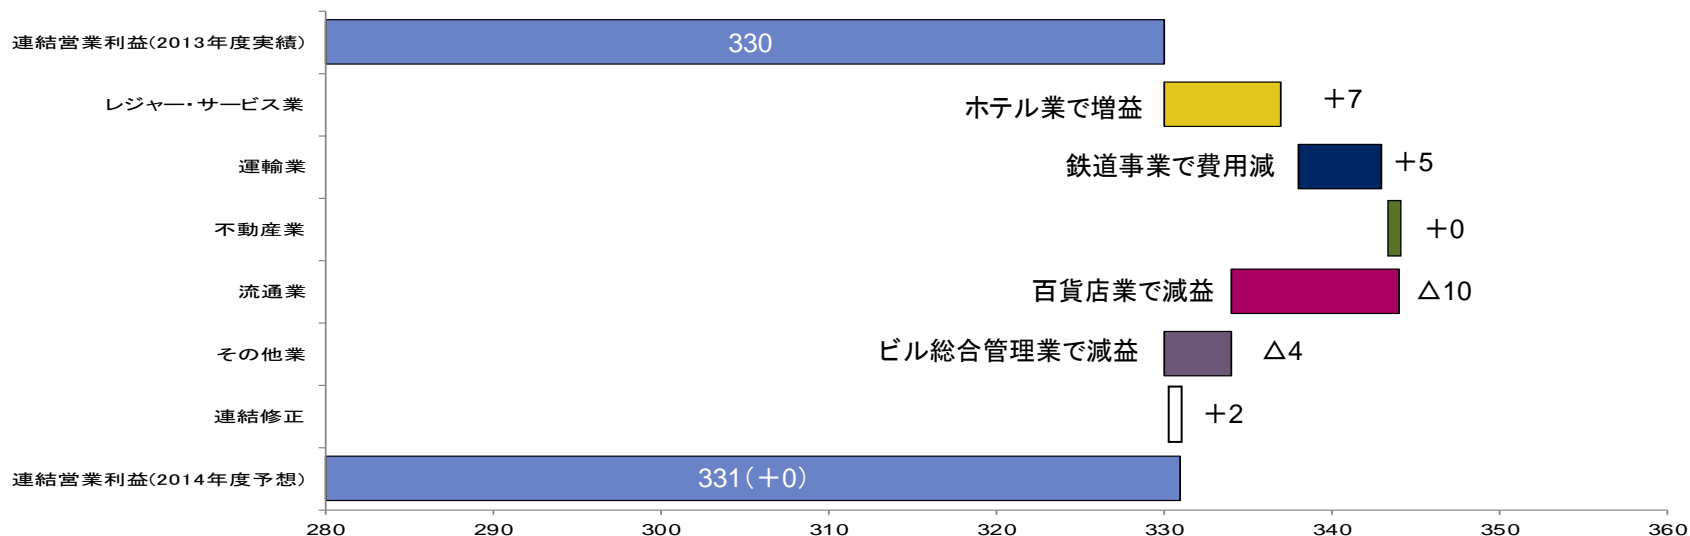 連結営業利益(2013年度実績)
330
レジャー・サービス業
ホテル業で増益
＋7
運輸業
鉄道事業で費用減
＋5
不動産業
＋0
流通業
百貨店業で減益
△10
その他業
ビル総合管理業で減益
△4
連結修正
＋2
連結営業利益(2014年度予想)
331（＋0）
280 290 300 310 320 330 340 350 360